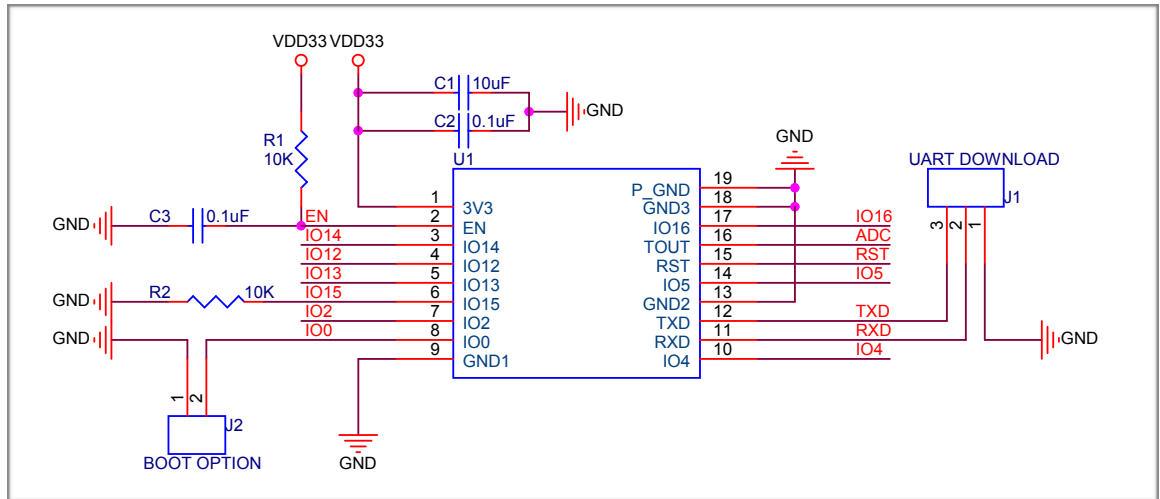 VDD33 VDD33
C1 10uF
GND
C2 0.1uF
R1
10K
U1
GND
UART DOWNLOAD
J1
C3 0.1uF
GND
1 3V3
EN 2 EN
IO14 3 IO14
IO12 4 IO12
IO13 5 IO13
GND R2 10K IO15 6 IO15
IO2 7 IO2
GND IO0 8 IO0
9 GND1
P_GND 19
GND3 18
IO16 17 IO16
TOUT 16 ADC
RST 15 RST
IO5 14 IO5
GND2 13
TXD 12 TXD
RXD 11 RXD
IO4 10 IO4
3 2 1
GND
1 2
J2
BOOT OPTION
GND